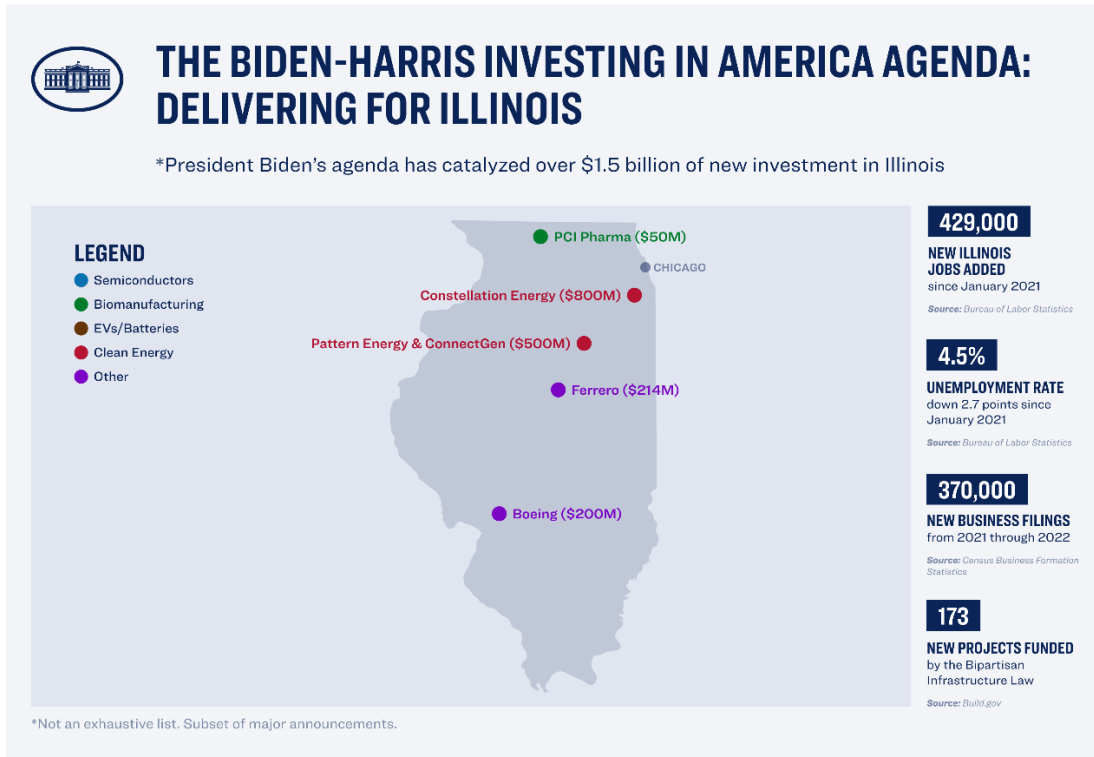 THE BIDEN-HARRIS INVESTING IN AMERICA AGENDA:
DELIVERING FOR ILLINOIS
*President Biden’s agenda has catalyzed over $1.5 billion of new investment in Illinois
LEGEND
Semiconductors
Biomanufacturing
EVs/Batteries
Clean Energy
Other
PCI Pharma ($50M)
CHICAGO
Constellation Energy ($800M)
Pattern Energy & ConnectGen ($500M)
Ferrero ($214M)
Boeing ($200M)
429,000
NEW ILLINOIS
JOBS ADDED
since January 2021
Source: Bureau of Labor Statistics
4.5%
UNEMPLOYMENT RATE
down 2.7 points since
January 2021
Source: Bureau of Labor Statistics
370,000
NEW BUSINESS FILINGS
from 2021 through 2022
Source: Census Business Formation
Statistics
173
NEW PROJECTS FUNDED
by the Bipartisan
Infrastructure Law
Source: Build.gov
*Not an exhaustive list. Subset of major announcements.